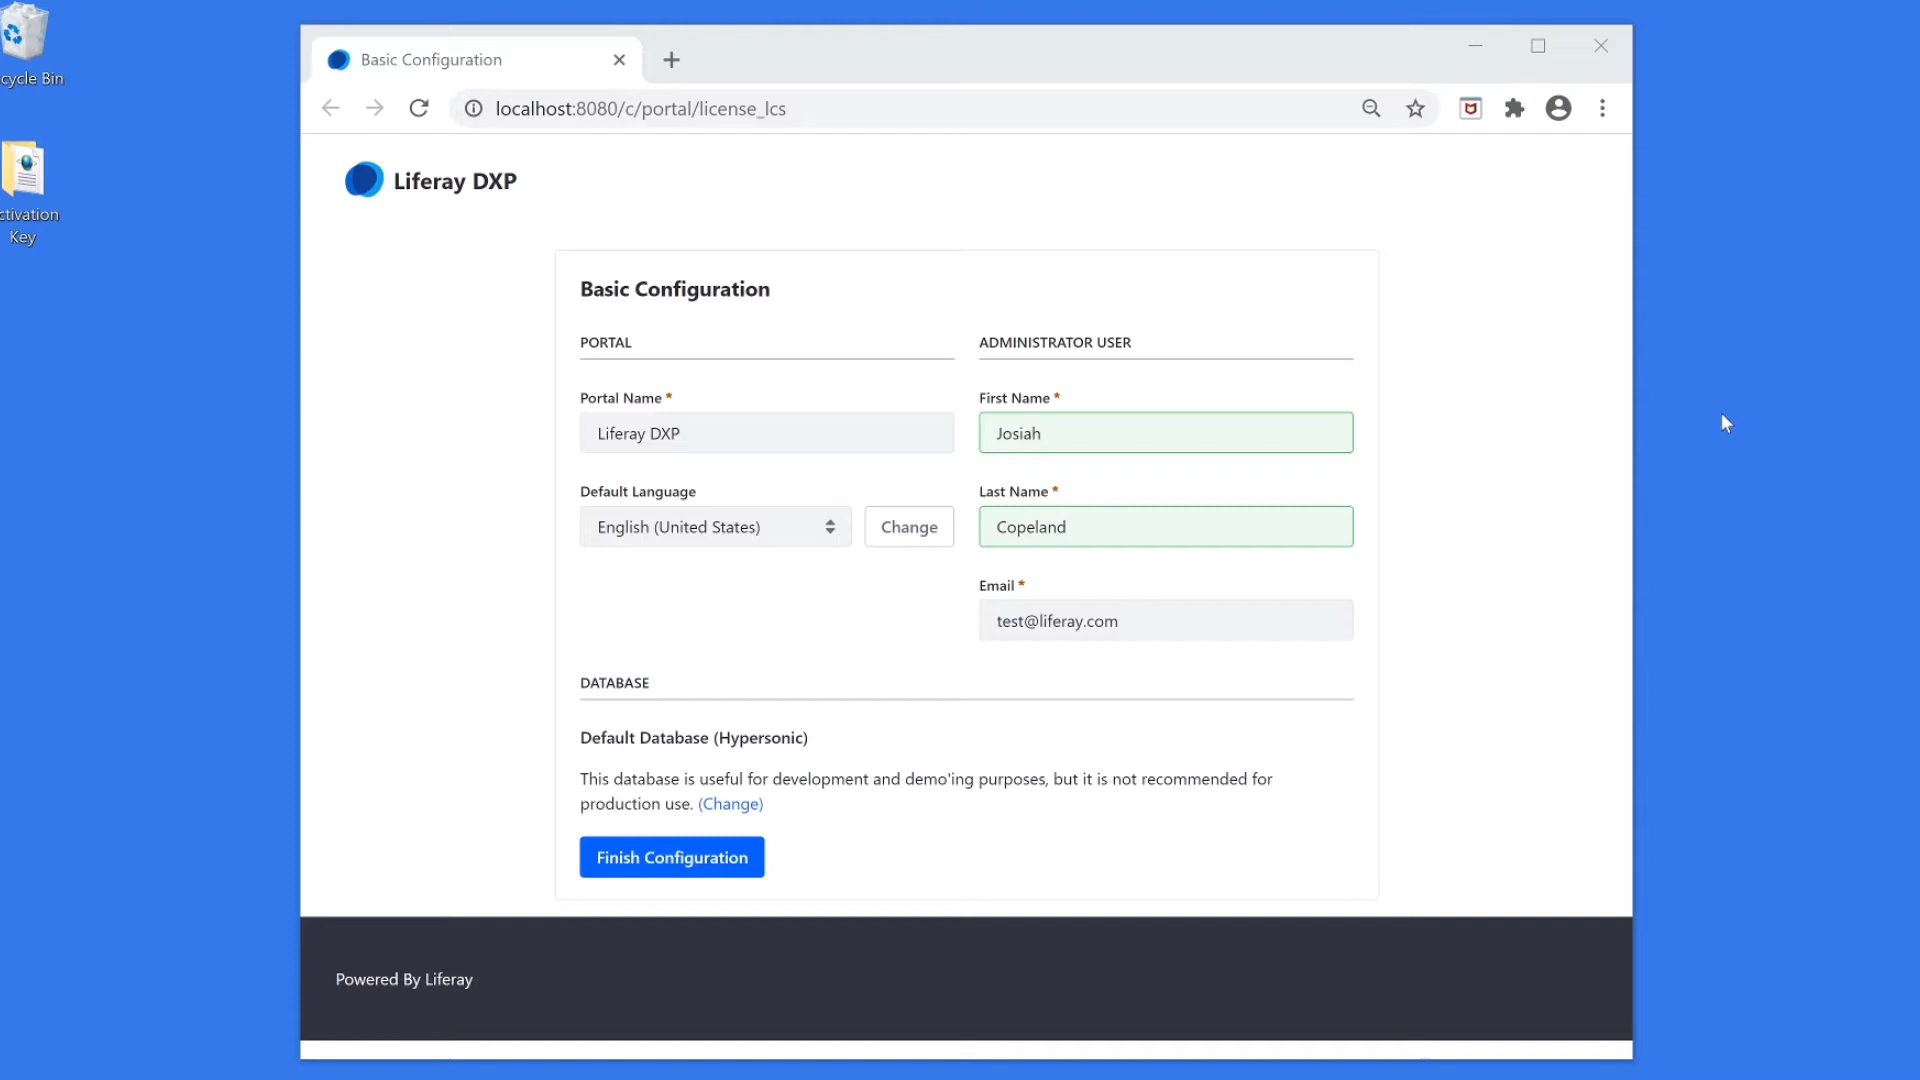 cycle Bin
ctivation
Key
Basic Configuration
localhost:8080/c/portal/license_lcs
Liferay DXP
Basic Configuration
PORTAL
Portal Name *
Liferay DXP
Default Language
English (United States)
Change
ADMINISTRATOR USER
First Name *
Josiah
Last Name *
Copeland
Email *
test@liferay.com
DATABASE
Default Database (Hypersonic)
This database is useful for development and demo'ing purposes, but it is not recommended for
production use. (Change)
Finish Configuration
Powered By Liferay